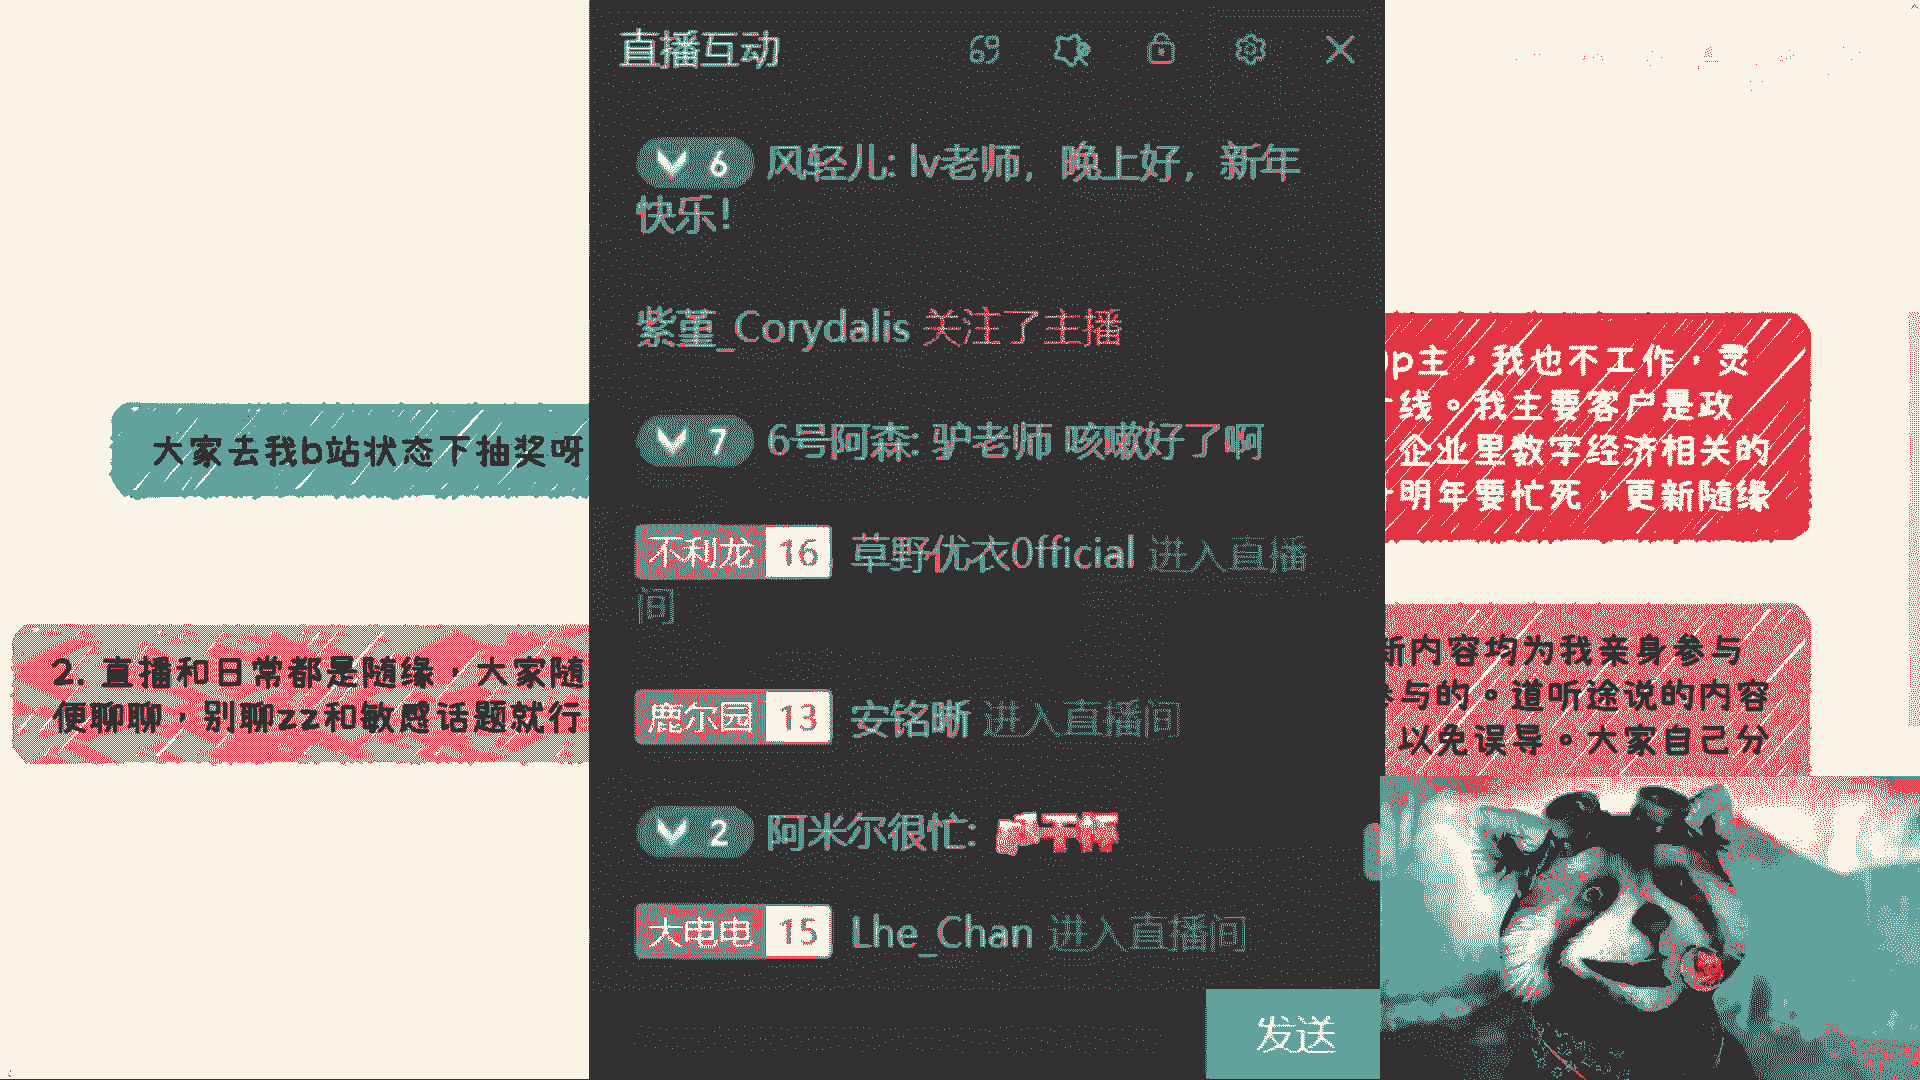 直播互动
69
6 风轻儿: lv老师，晚上好，新年
快乐！
紫堇_Corydalis 关注了主播
7 6号阿森: 驴老师 咳嗽好了啊
不利龙 16 草野优衣Official 进入直播
间
鹿尔园 13 安铭晰 进入直播间
2 阿米尔很忙:
大电电 15 Lhe_Chan 进入直播间
发送
大家去我b站状态下抽奖呀
2. 直播和日常都是随缘，大家随
便聊聊，别聊zz和敏感话题就行
p主，我也不工作，灵
线。我主要客户是政
企业里数字经济相关的
明年要忙死，更新随缘
新内容均为我亲身参与
参与的。道听途说的内容
以免误导。大家自己分